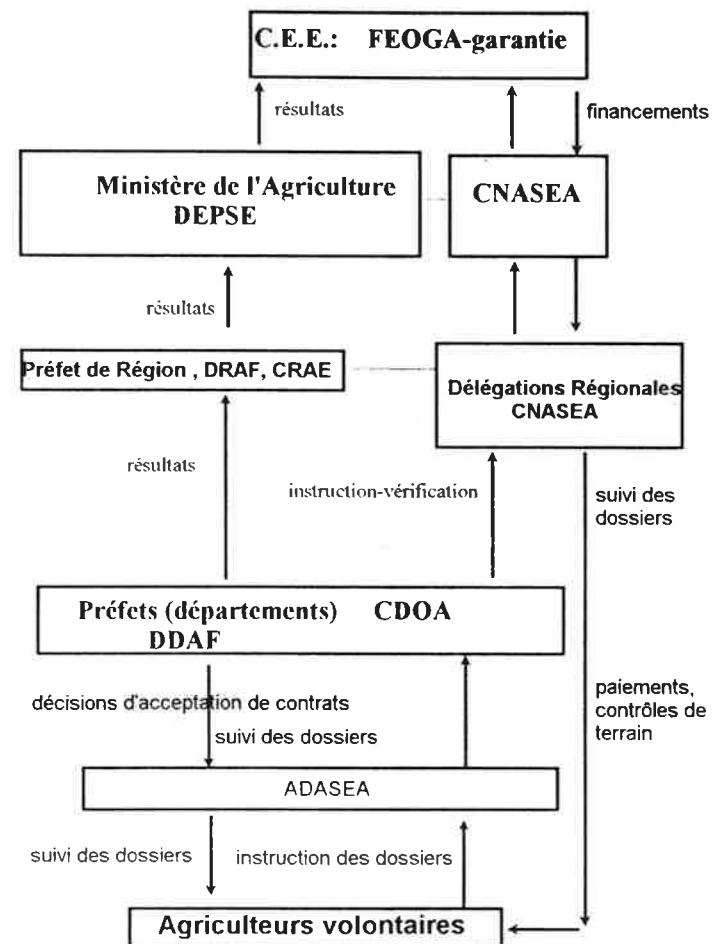 C.E.E.: FEOGA-garantie
résultats
financements
Ministère de l'Agriculture
DEPSE
CNASEA
résultats
Préfet de Région , DRAF, CRAE
Délégations Régionales
CNASEA
résultats
instruction-vérification
suivi des
dossiers
Préfets (départements) CDOA
DDAF
décisions d'acceptation de contrats
suivi des dossiers
paiements,
contrôles de
terrain
ADASEA
suivi des dossiers
instruction des dossiers
Agriculteurs volontaires